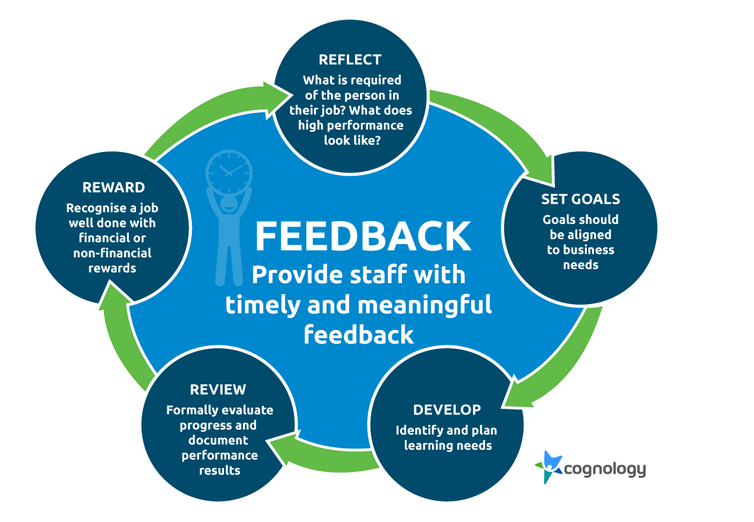 REFLECT
What is required
of the person in
their job? What does
high performance
look like?
SET GOALS
Goals should
be aligned
to business
needs
DEVELOP
Identify and plan
learning needs
REVIEW
Formally evaluate
progress and
document
performance
results
REWARD
Recognise a job
well done with
financial or
non-financial
rewards
FEEDBACK
Provide staff with
timely and meaningful
feedback
cognology